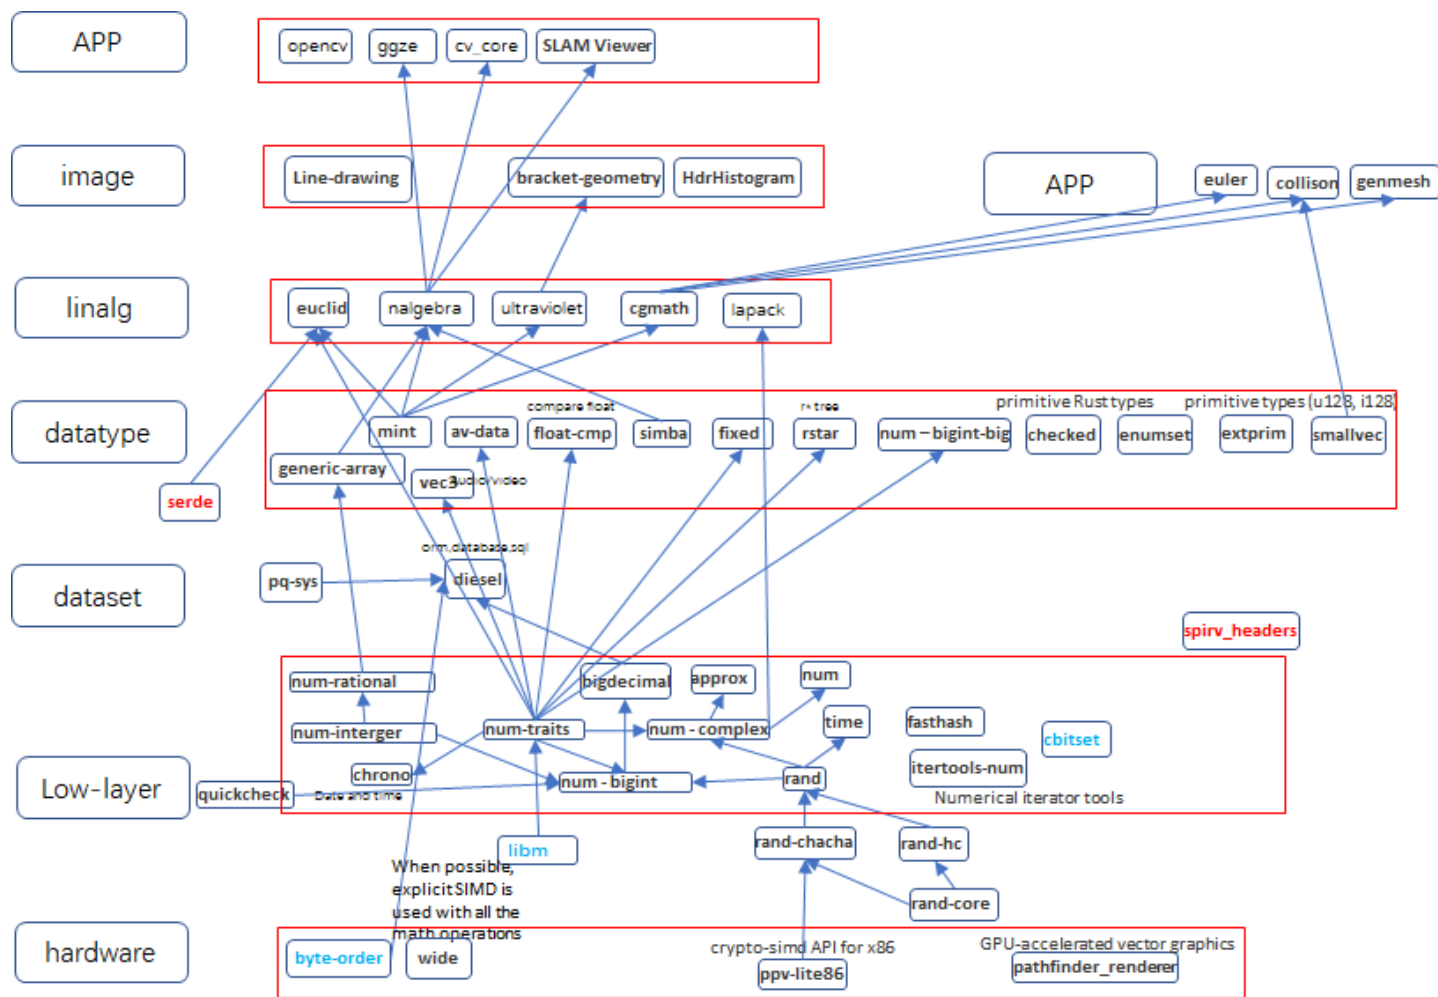 APP
opencv
ggze
cv_core
SLAM Viewer
image
Line-drawing
bracket-geometry
HdrHistogram
APP
euler
collison
genmesh
linalg
euclid
nalgebra
ultraviolet
cgmath
lapack
datatype
compare float
r* tree
primitive Rust types
primitive types (u128, i128)
mint
av-data
float-cmp
simba
fixed
rstar
num – bigint-big
checked
enumset
extprim
smallvec
generic-array
vec3
audio/video
serde
dataset
orm,database,sql
pq-sys
diesel
spirv_headers
num-rational
bigdecimal
approx
num
num-interger
num-traits
num - complex
time
fasthash
cbitset
Low-layer
chrono
num - bigint
rand
itertools-num
quickcheck
Date and time
Numerical iterator tools
libm
rand-chacha
rand-hc
When possible,
explicit SIMD is
used with all the
math operations
rand-core
hardware
byte-order
wide
crypto-simd API for x86
ppv-lite86
GPU-accelerated vector graphics
pathfinder_renderer